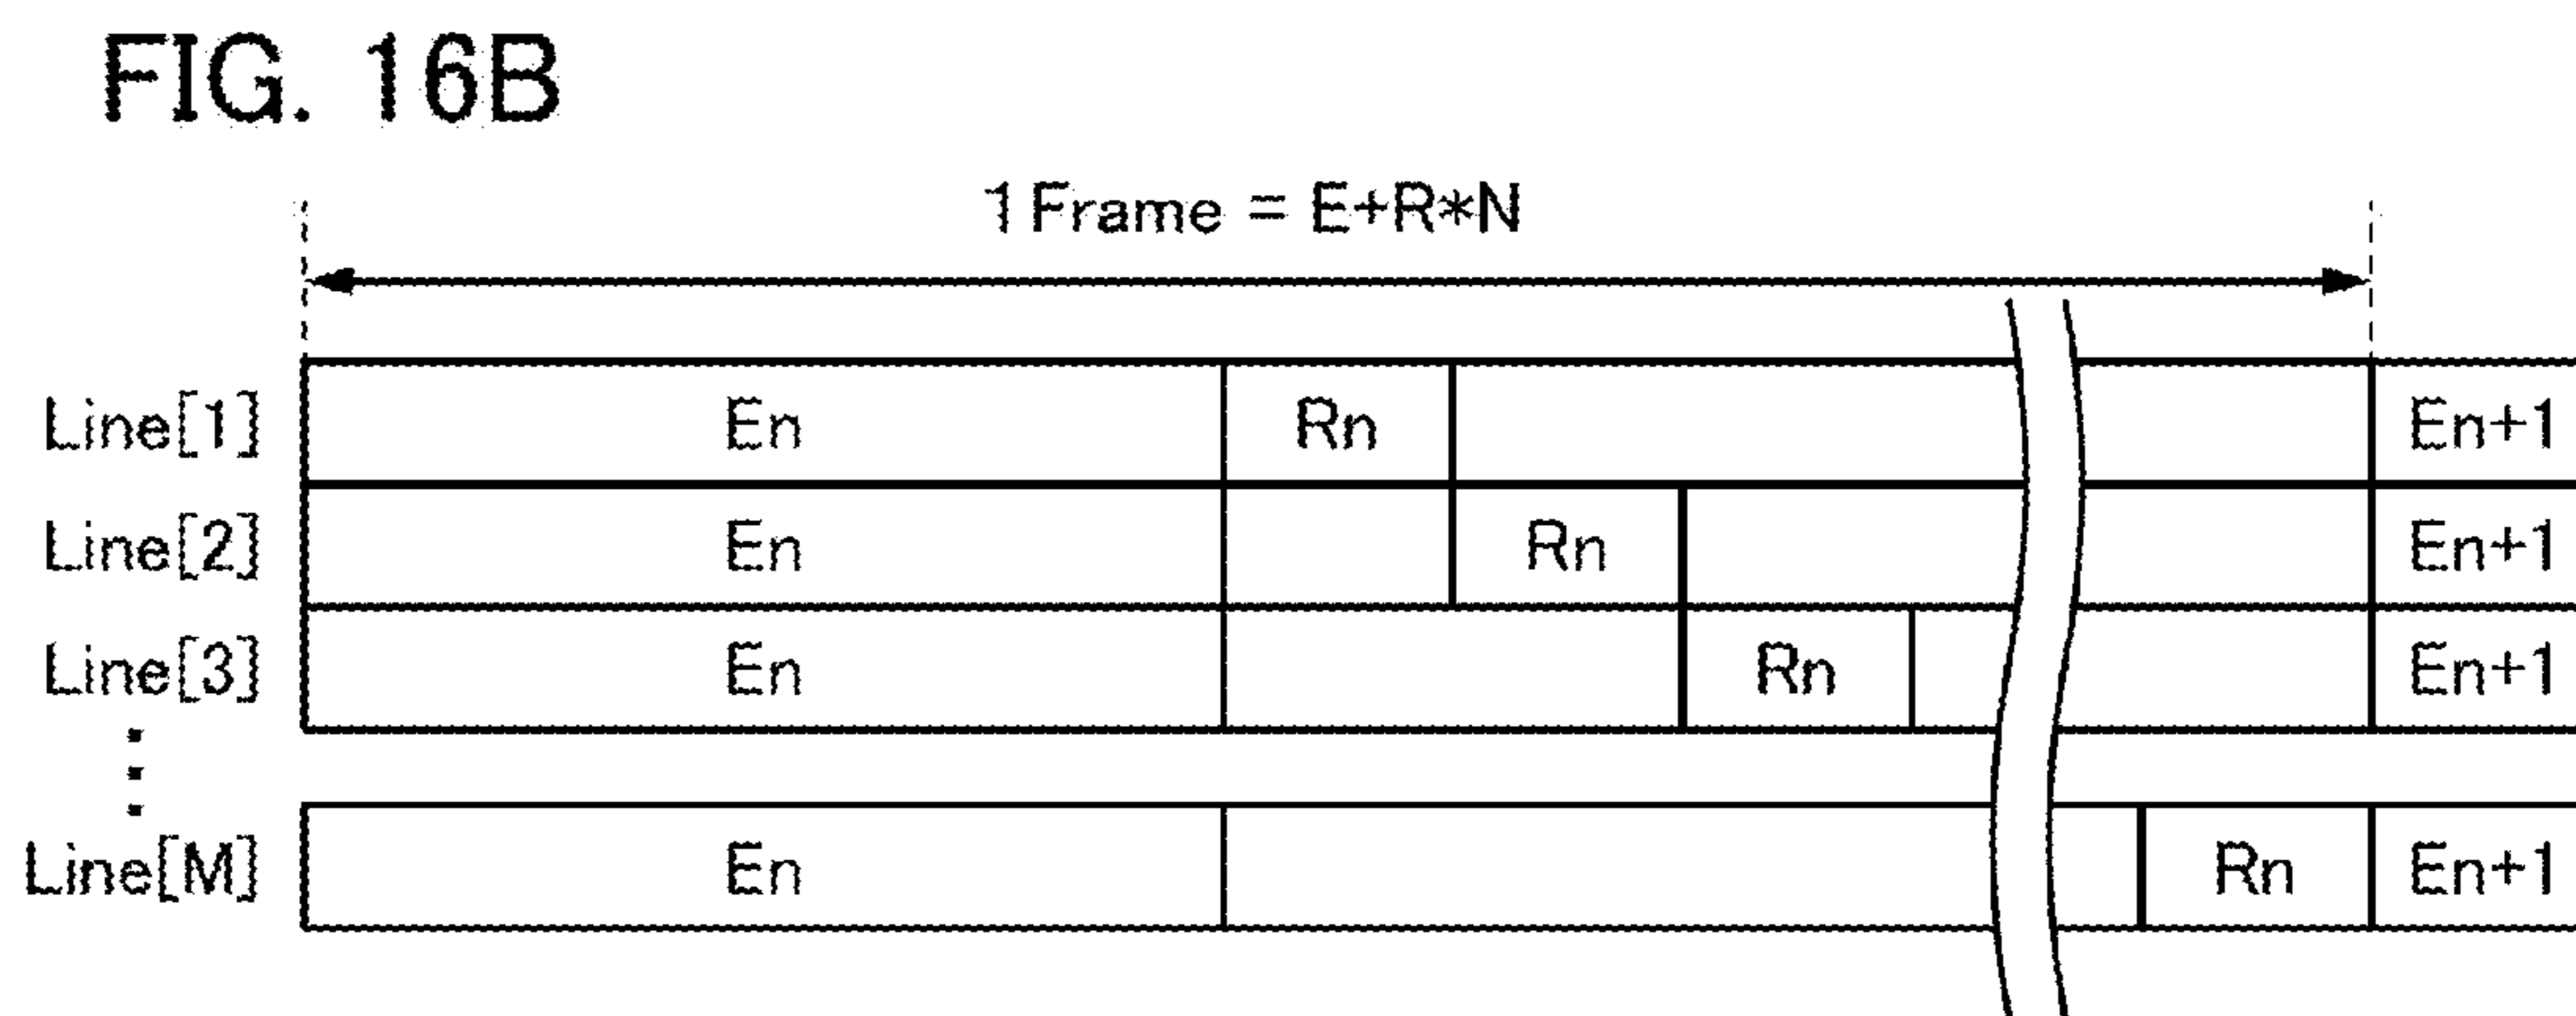 FIG. 16B
1 Frame = E+R*N
Line[1] En Rn En+1
Line[2] En Rn En+1
Line[3] En Rn En+1
Line[M] En Rn En+1